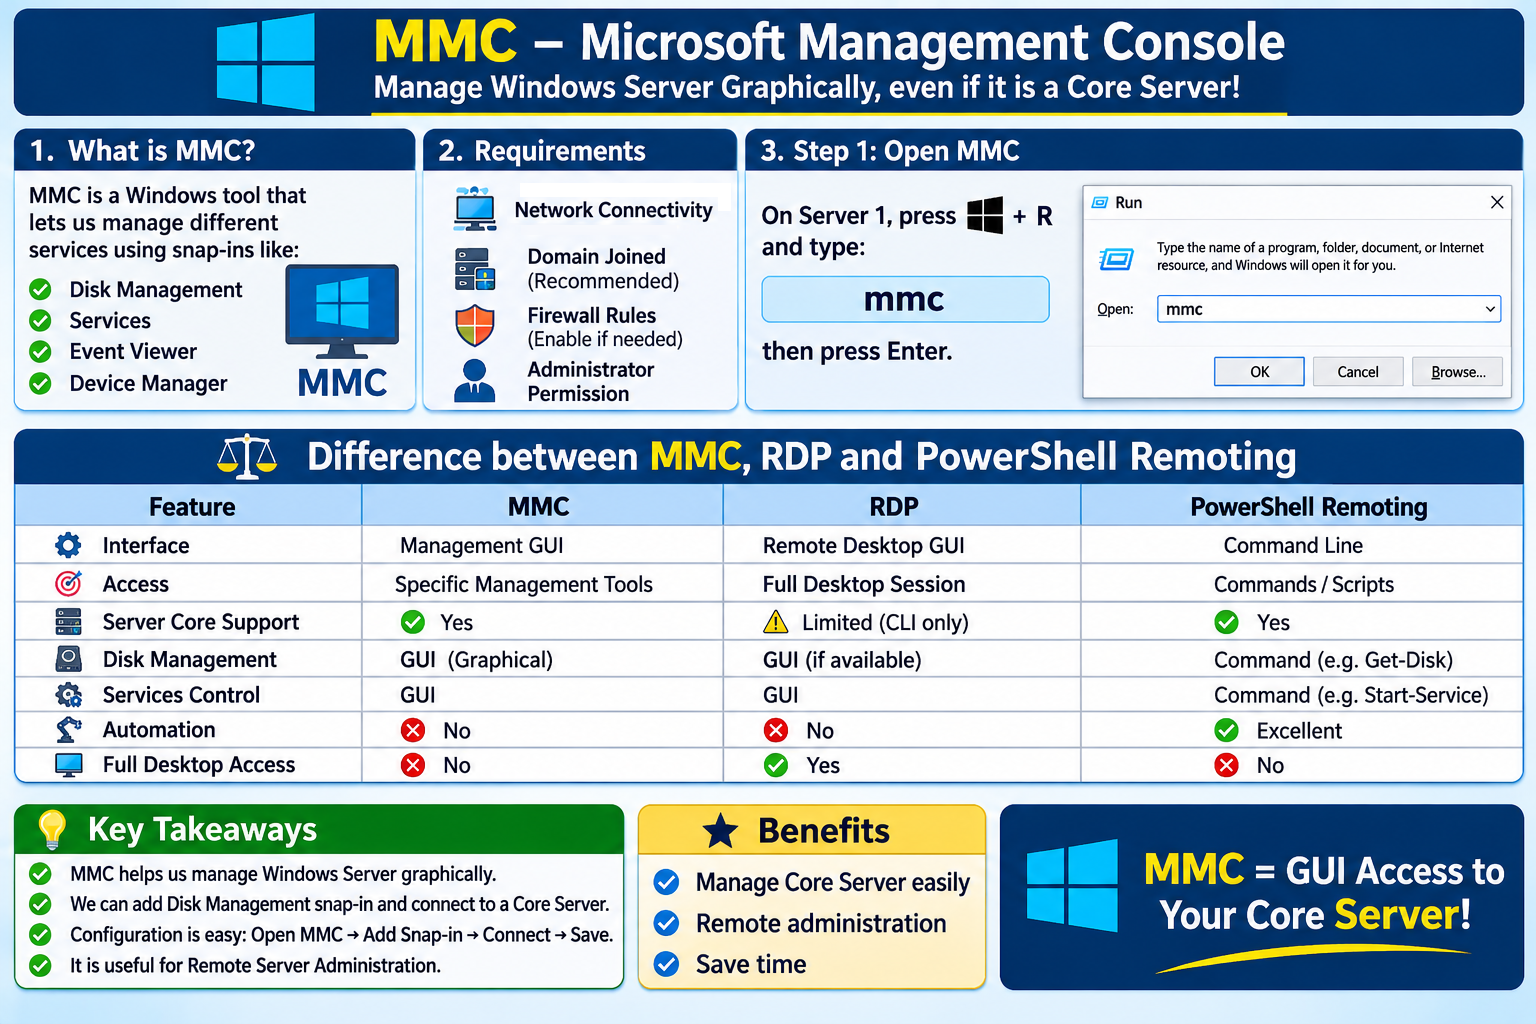 MMC – Microsoft Management Console
Manage Windows Server Graphically, even if it is a Core Server!
1. What is MMC?
MMC is a Windows tool that
lets us manage different
services using snap-ins like:
Disk Management
Services
Event Viewer
Device Manager
MMC
2. Requirements
Network Connectivity
Domain Joined
(Recommended)
Firewall Rules
(Enable if needed)
Administrator
Permission
3. Step 1: Open MMC
On Server 1, press + R
and type:
mmc
then press Enter.
Run
Type the name of a program, folder, document, or Internet
resource, and Windows will open it for you.
Open: mmc
OK Cancel Browse...
Difference between MMC, RDP and PowerShell Remoting
Feature MMC RDP PowerShell Remoting
Interface Management GUI Remote Desktop GUI Command Line
Access Specific Management Tools Full Desktop Session Commands / Scripts
Server Core Support Yes Limited (CLI only) Yes
Disk Management GUI (Graphical) GUI (if available) Command (e.g. Get-Disk)
Services Control GUI GUI Command (e.g. Start-Service)
Automation No No Excellent
Full Desktop Access No Yes No
Key Takeaways
MMC helps us manage Windows Server graphically.
We can add Disk Management snap-in and connect to a Core Server.
Configuration is easy: Open MMC → Add Snap-in → Connect → Save.
It is useful for Remote Server Administration.
Benefits
Manage Core Server easily
Remote administration
Save time
MMC = GUI Access to
Your Core Server!